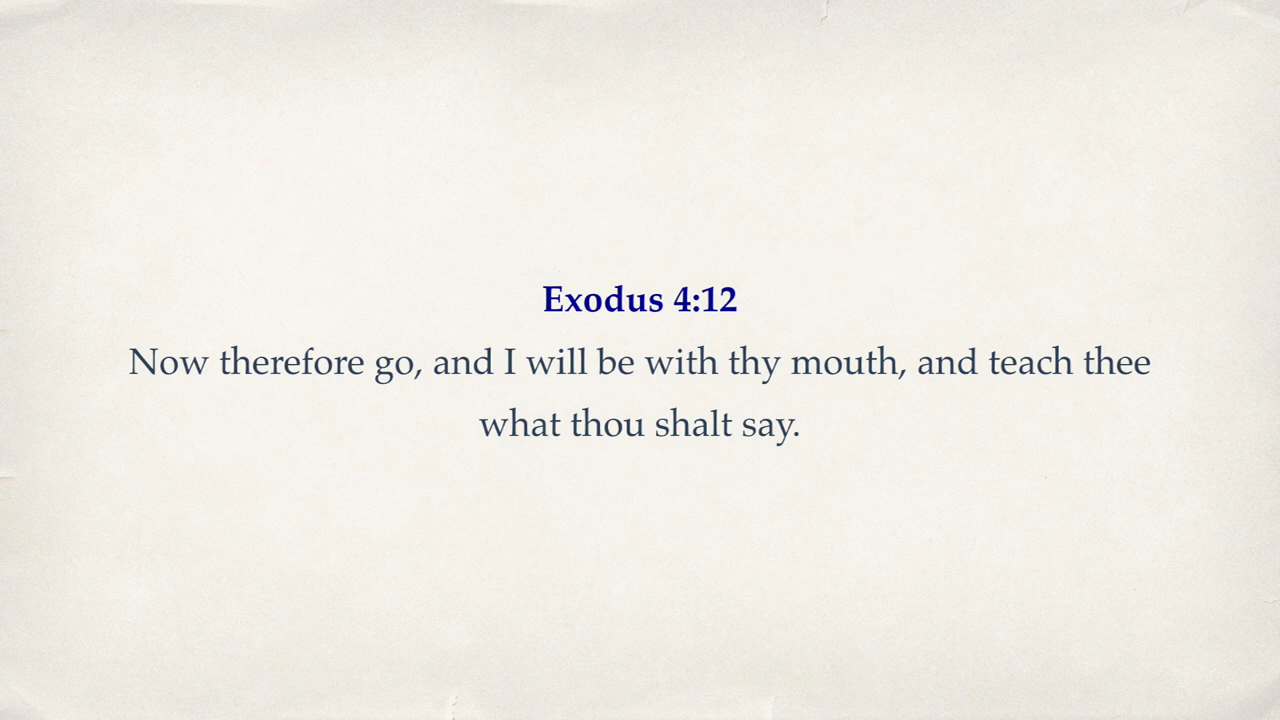 Exodus 4:12
Now therefore go, and I will be with thy mouth, and teach thee
what thou shalt say.